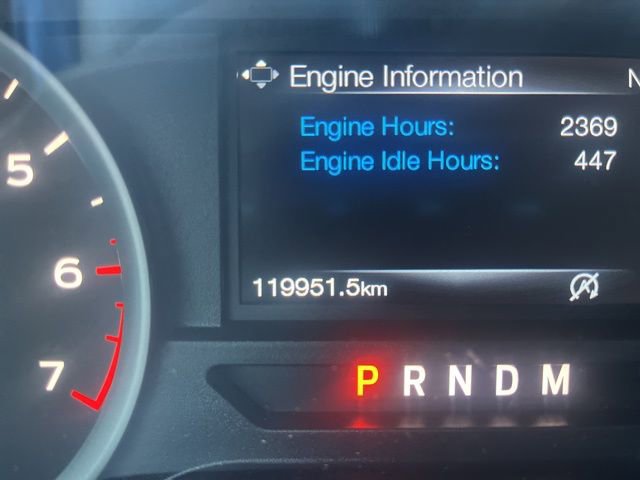 Engine Information N
Engine Hours: 2369
Engine Idle Hours: 447
119951.5km
P R N D M
5
6
7